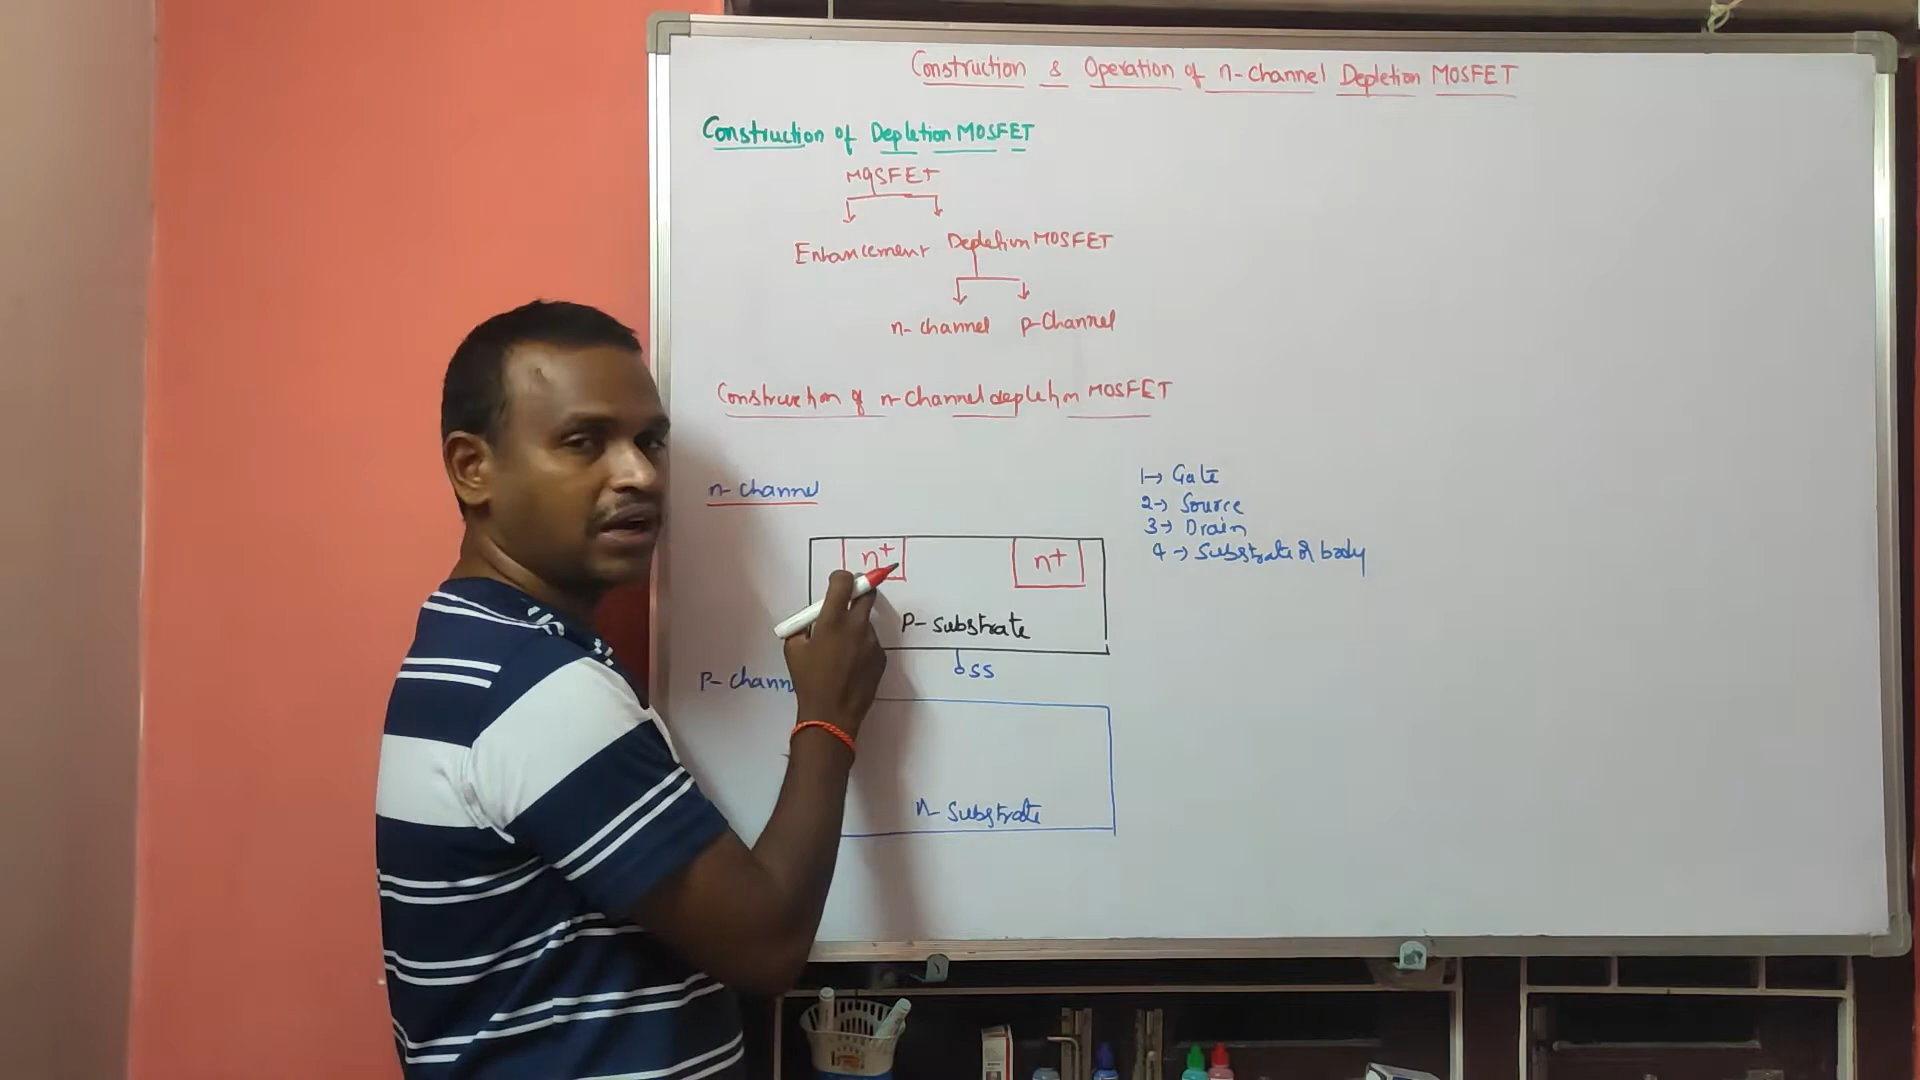 Construction & Operation of n-channel Depletion MOSFET
Construction of Depletion MOSFET
MOSFET
Enhancement Depletion MOSFET
n-channel p-channel
Construction of n-channel depletion MOSFET
n-channel
1→ Gate
2→ Source
3→ Drain
4→ Substrate or body
n+ n+
P-substrate
SS
P-chann
n-substrate